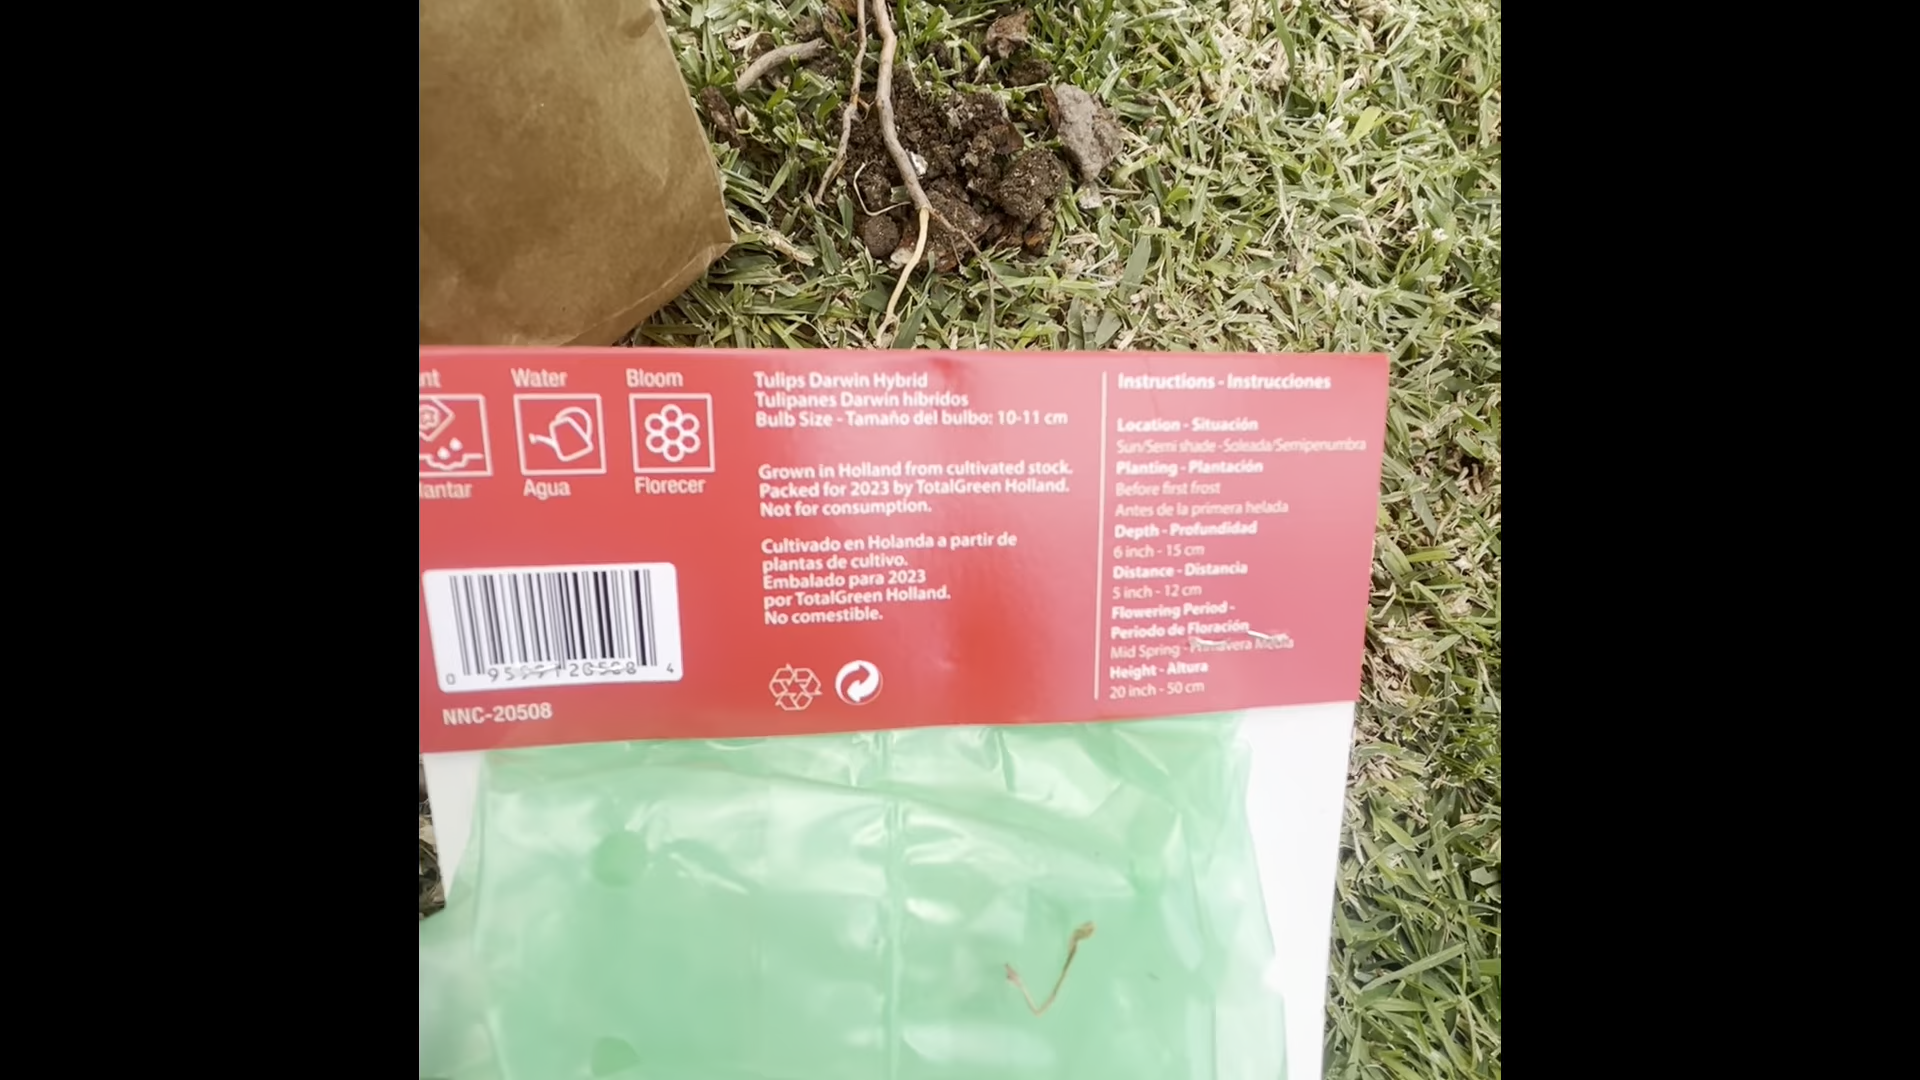 Water
Bloom
Agua
Florecer
NNC-20508
Tulips Darwin Hybrid
Tulipanes Darwin híbridos
Bulb Size - Tamaño del bulbo: 10-11 cm
Grown in Holland from cultivated stock.
Packed for 2023 by TotalGreen Holland.
Not for consumption.
Cultivado en Holanda a partir de
plantas de cultivo.
Embalado para 2023
por TotalGreen Holland.
No comestible.
Instructions - Instrucciones
Location - Situación
Sun/Semi shade - Soleada/Semipenumbra
Planting - Plantación
Before first frost
Antes de la primera helada
Depth - Profundidad
6 inch - 15 cm
Distance - Distancia
5 inch - 12 cm
Flowering Period -
Periodo de Floración
Mid Spring - Primavera Media
Height - Altura
20 inch - 50 cm